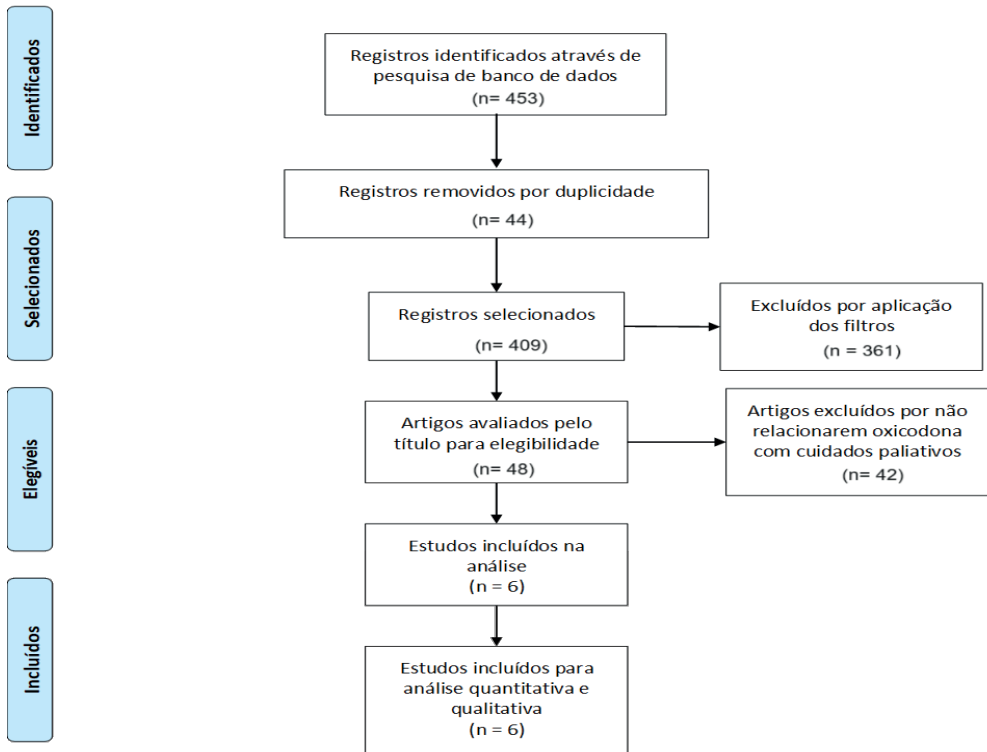 Identificados
Registros identificados através de
pesquisa de banco de dados
(n= 453)
Registros removidos por duplicidade
(n= 44)
Selecionados
Registros selecionados
(n= 409)
Excluídos por aplicação
dos filtros
(n = 361)
Elegíveis
Artigos avaliados pelo
título para elegibilidade
(n= 48)
Artigos excluídos por não
relacionarem oxicodona
com cuidados paliativos
(n= 42)
Estudos incluídos na
análise
(n = 6)
Incluídos
Estudos incluídos para
análise quantitativa e
qualitativa
(n = 6)